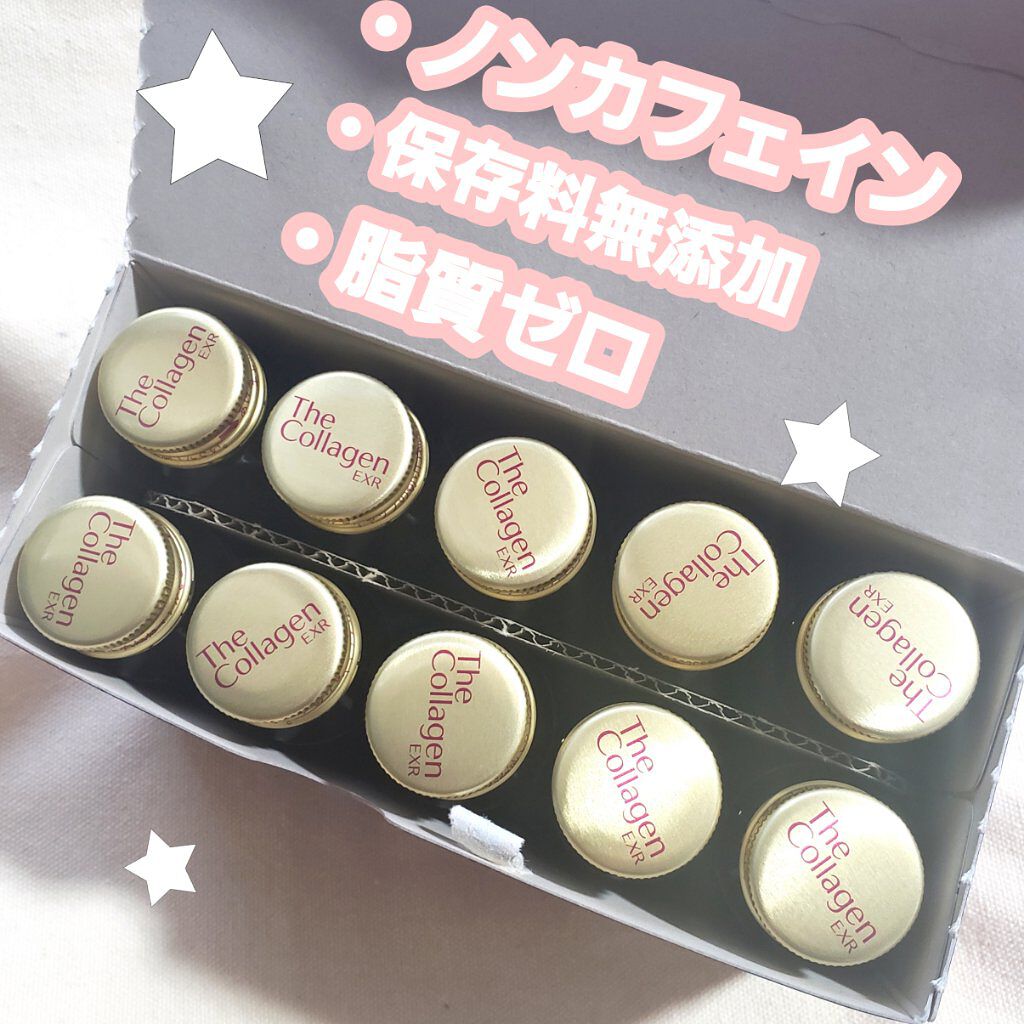 ・ノンカフェイン
・保存料無添加
・脂質ゼロ
The
Collagen
EXR
The
Collagen
EXR
The
Collagen
EXR
The
Collagen
EXR
The
Collagen
EXR
The
Collagen
EXR
The
Collagen
EXR
The
Collagen
EXR
The
Collagen
EXR
The
Collagen
EXR